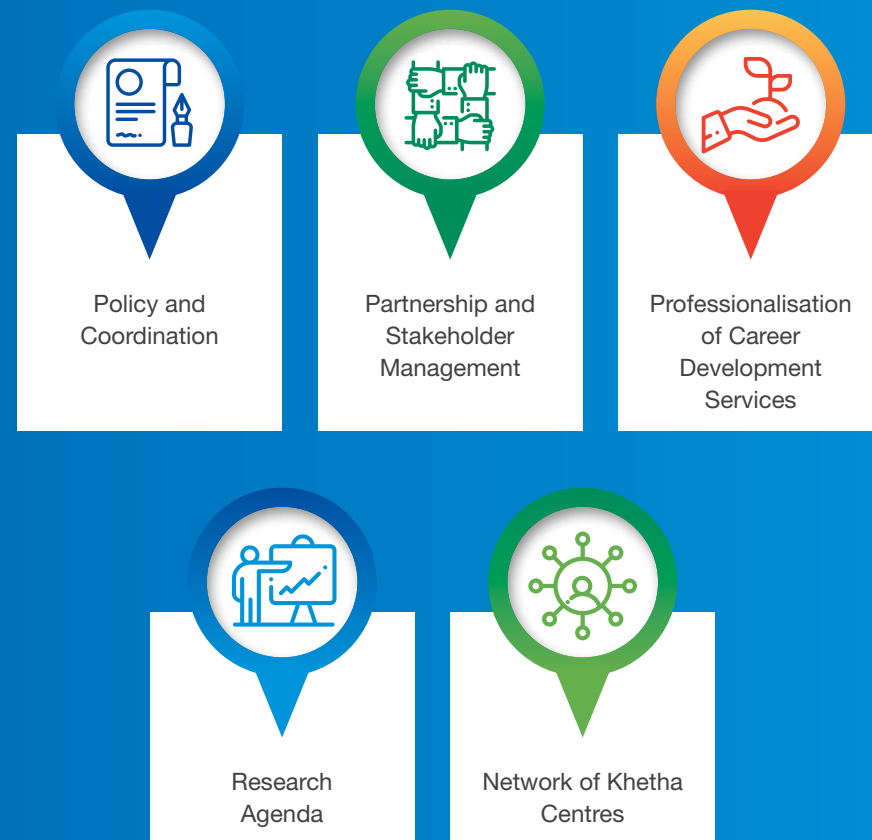 Policy and
Coordination
Partnership and
Stakeholder
Management
Professionalisation
of Career
Development
Services
Research
Agenda
Network of Khetha
Centres